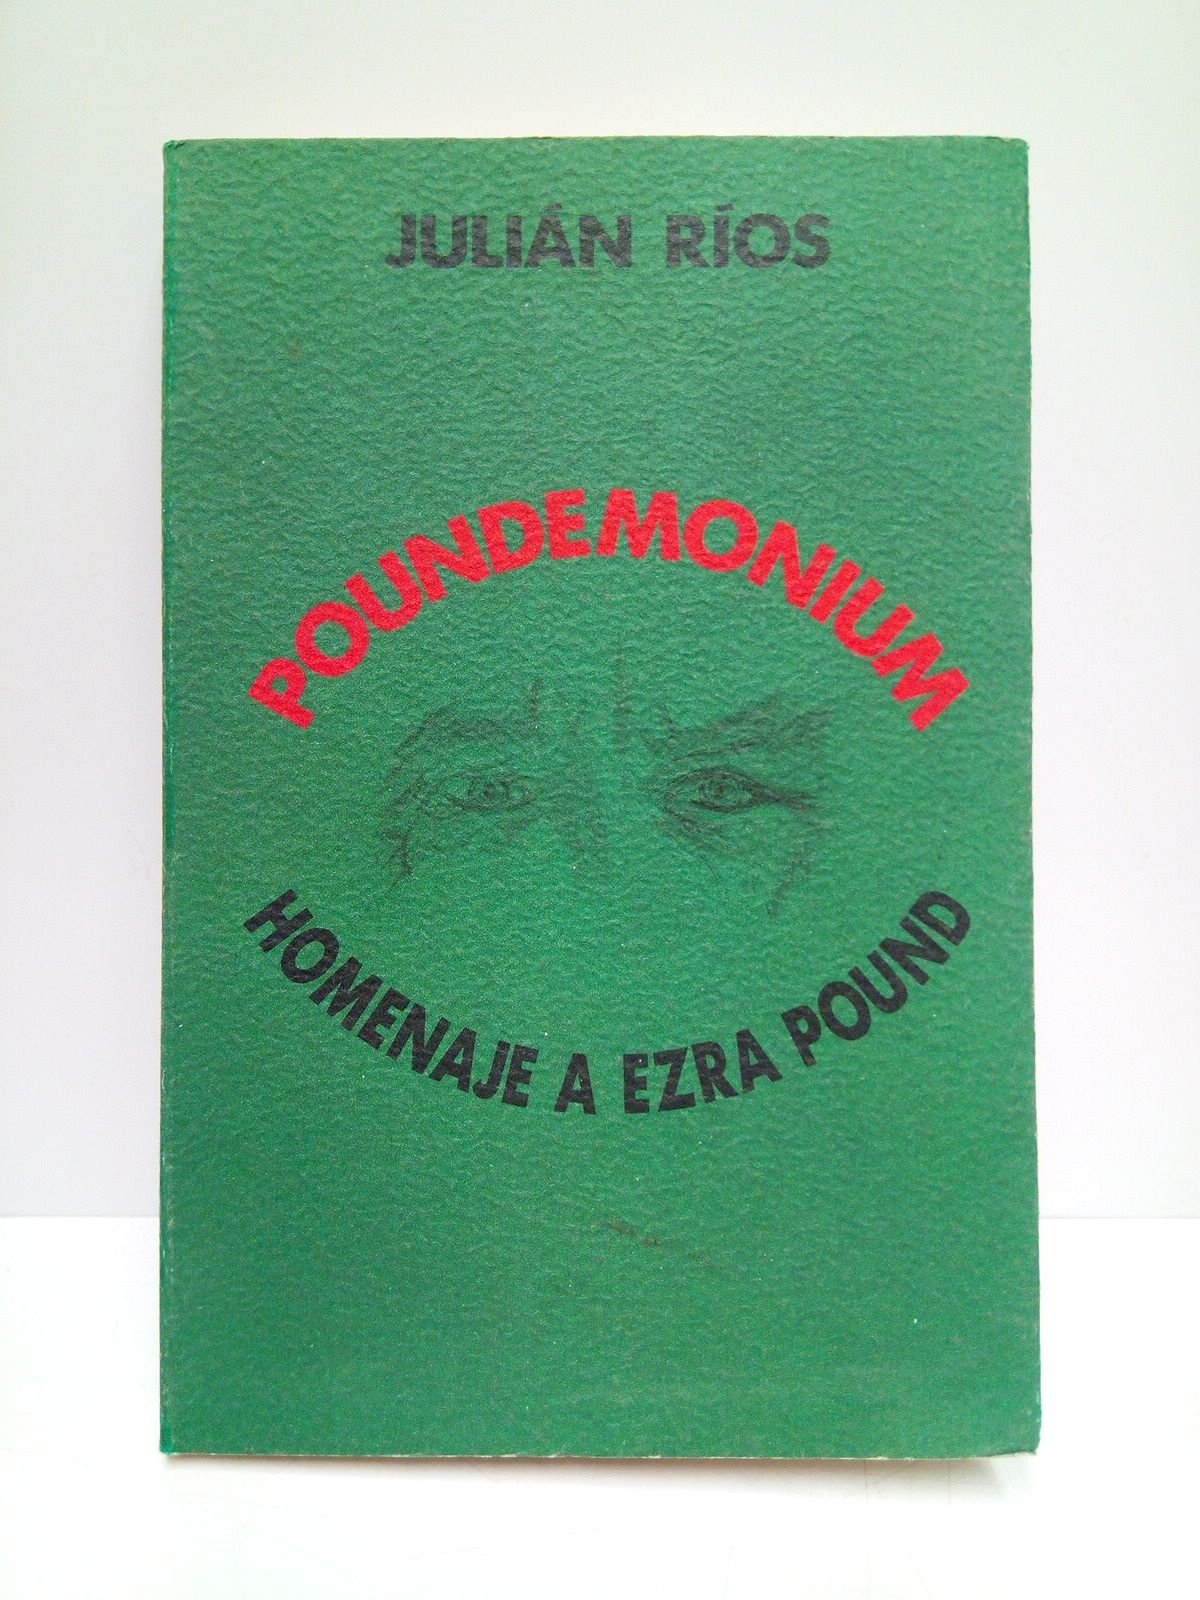 JULIÁN RÍOS
POUNDEMONIUM
HOMENAJE A EZRA POUND